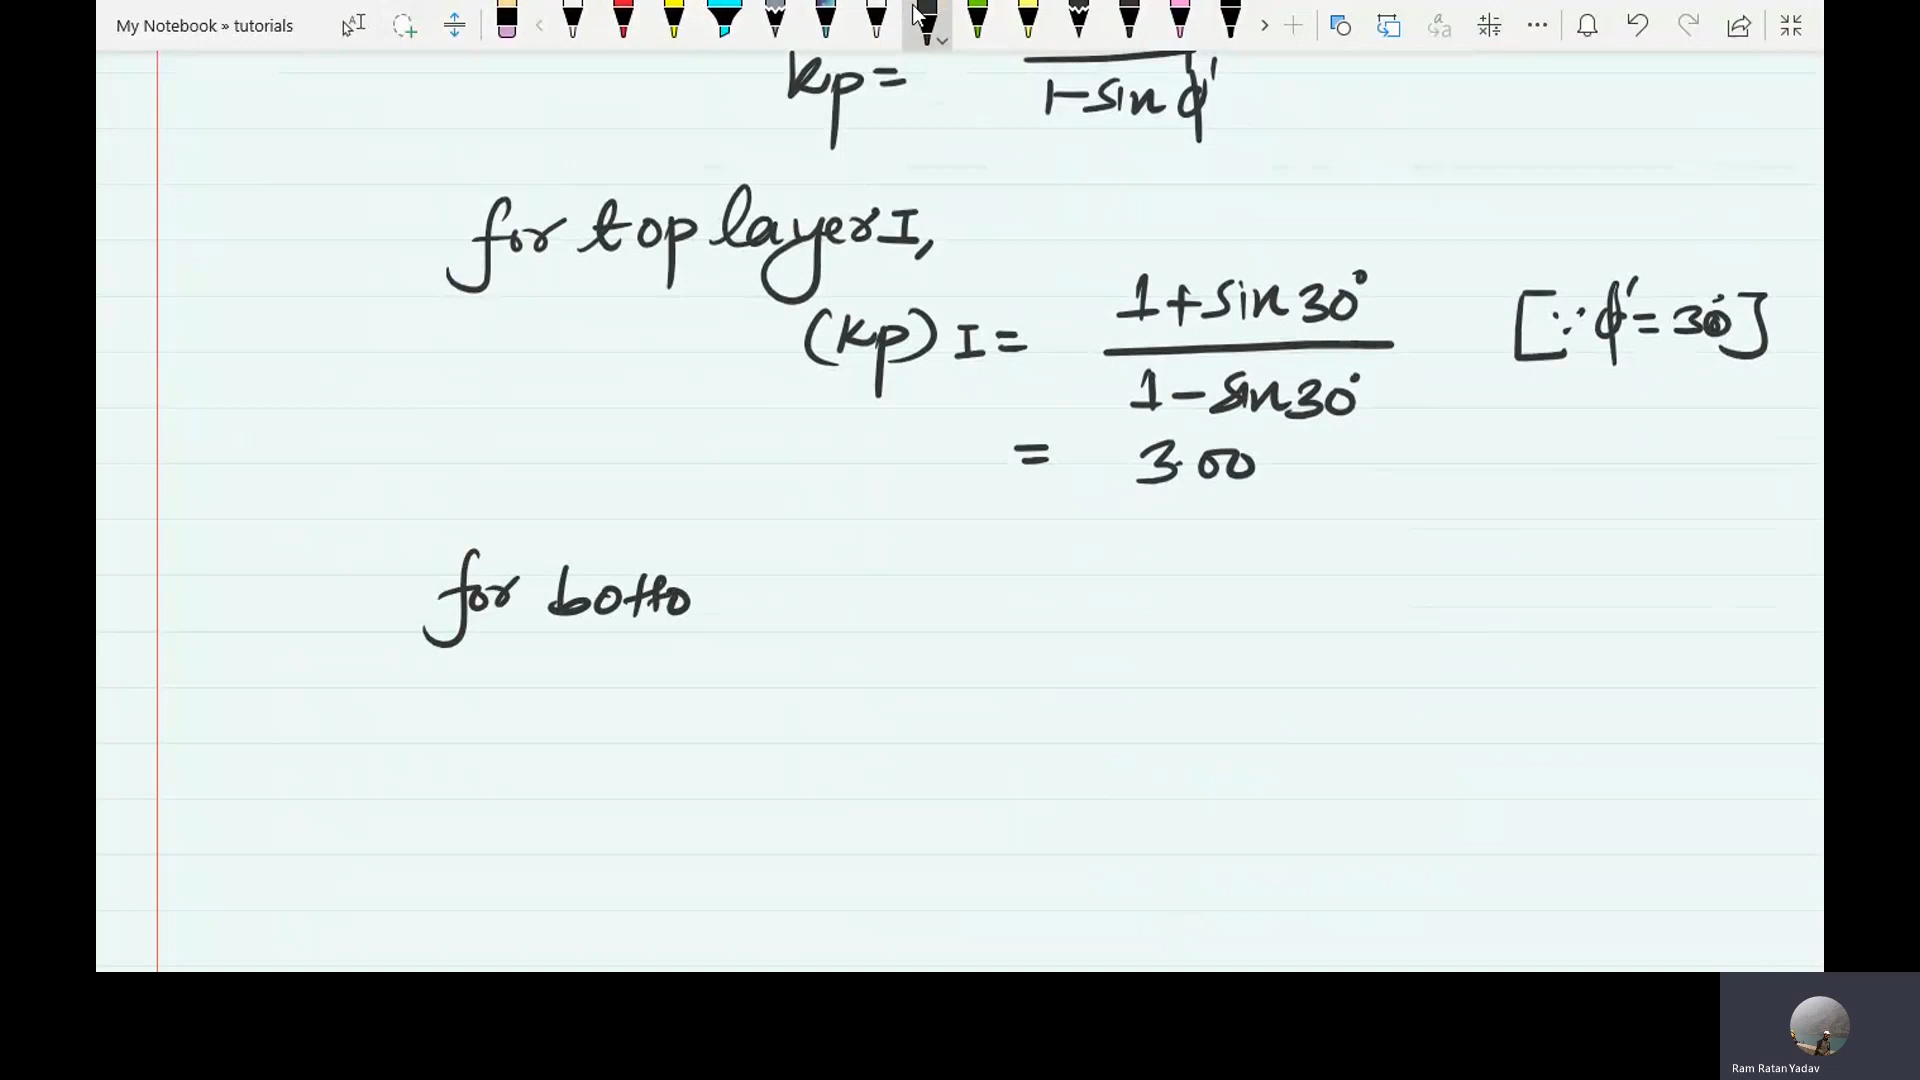 My Notebook » tutorials
kp =
1-sin φ'
for top layer I,
(kp) I = 1+sin 30° / 1-sin 30° [∵ φ' = 30°]
= 3.00
for botto
Ram Ratan Yadav